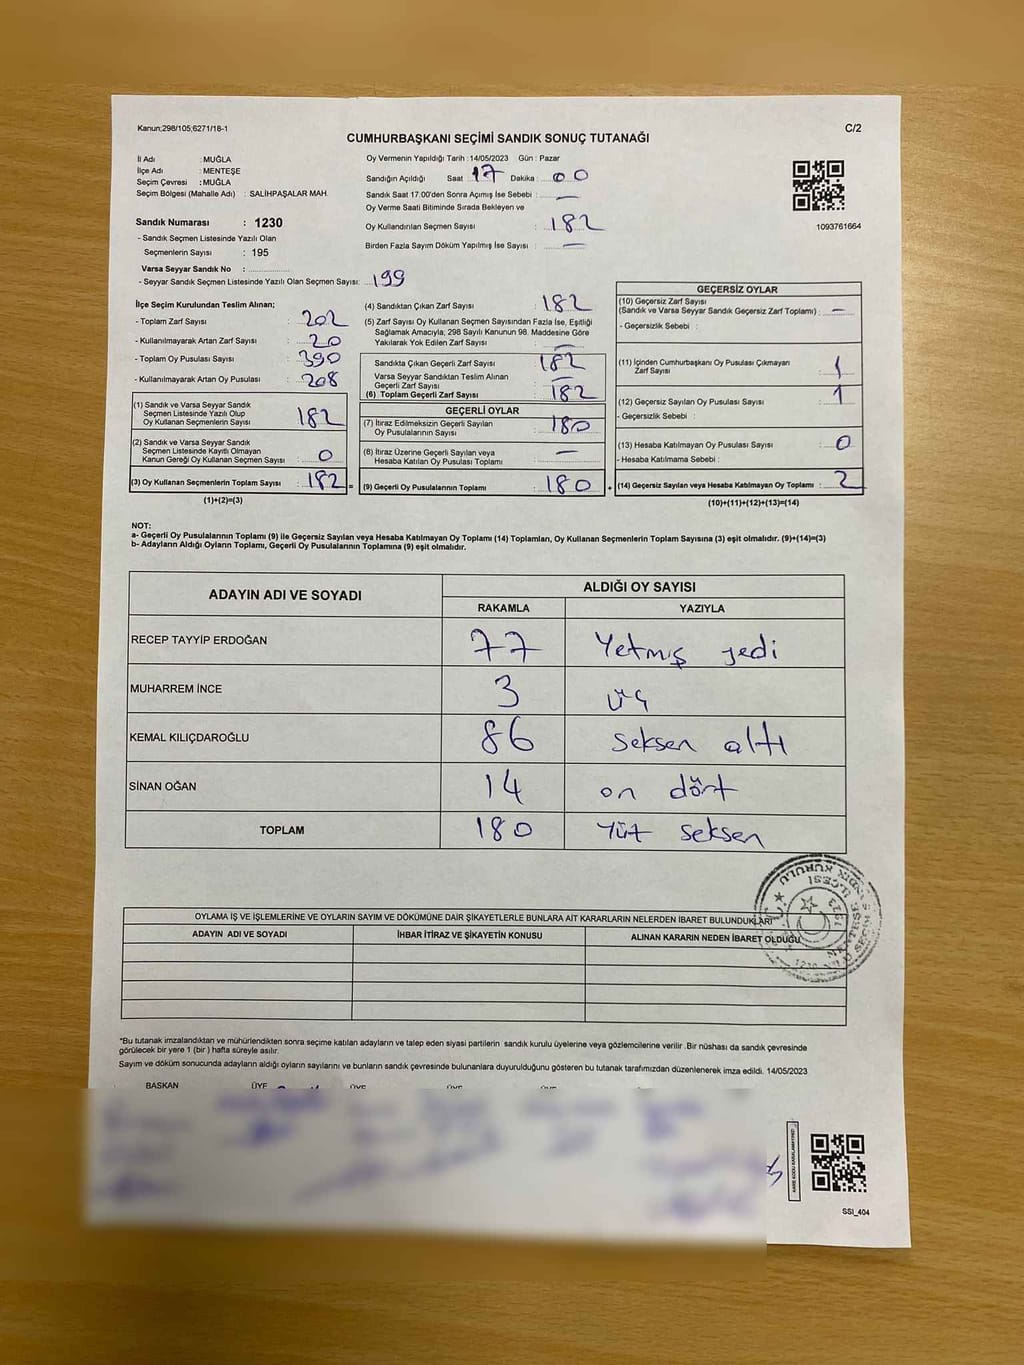 Kanun;298/105;6271/18-1
C/2
CUMHURBAŞKANI SEÇİMİ SANDIK SONUÇ TUTANAĞI
İl Adı : MUĞLA
İlçe Adı : MENTEŞE
Seçim Çevresi : MUĞLA
Seçim Bölgesi (Mahalle Adı) : SALİHPAŞALAR MAH.
Sandık Numarası : 1230
- Sandık Seçmen Listesinde Yazılı Olan
Seçmenlerin Sayısı : 195
Varsa Seyyar Sandık No :
- Seyyar Sandık Seçmen Listesinde Yazılı Olan Seçmen Sayısı: 199
Oy Vermenin Yapıldığı Tarih : 14/05/2023 Gün : Pazar
Sandığın Açıldığı Saat : 17 Dakika : 00
Sandık Saat 17.00'den Sonra Açımış İse Sebebi : —
Oy Verme Saati Bitiminde Sırada Bekleyen ve
Oy Kullandırılan Seçmen Sayısı : 182
Birden Fazla Sayım Döküm Yapılmış İse Sayısı : —
1093761664
İlçe Seçim Kurulundan Teslim Alınan;
- Toplam Zarf Sayısı : 202
- Kullanılmayarak Artan Zarf Sayısı : 20
- Toplam Oy Pusulası Sayısı : 390
- Kullanılmayarak Artan Oy Pusulası : 208
(1) Sandık ve Varsa Seyyar Sandık
Seçmen Listesinde Yazılı Olup
Oy Kullanan Seçmenlerin Sayısı : 182
(2) Sandık ve Varsa Seyyar Sandık
Seçmen Listesinde Kayıtlı Olmayan
Kanun Gereği Oy Kullanan Seçmen Sayısı : 0
(3) Oy Kullanan Seçmenlerin Toplam Sayısı : 182 =
(1)+(2)=(3)
(4) Sandıktan Çıkan Zarf Sayısı : 182
(5) Zarf Sayısı Oy Kullanan Seçmen Sayısından Fazla İse, Eşitliği
Sağlamak Amacıyla; 298 Sayılı Kanunun 98. Maddesine Göre
Yakılarak Yok Edilen Zarf Sayısı : —
Sandıkta Çıkan Geçerli Zarf Sayısı : 182
Varsa Seyyar Sandıktan Teslim Alınan
Geçerli Zarf Sayısı : —
(6) Toplam Geçerli Zarf Sayısı : 182
GEÇERLİ OYLAR
(7) İtiraz Edilmeksizin Geçerli Sayılan
Oy Pusulalarının Sayısı : 180
(8) İtiraz Üzerine Geçerli Sayılan veya
Hesaba Katılan Oy Pusulası Toplamı : —
(9) Geçerli Oy Pusulalarının Toplamı : 180 +
GEÇERSİZ OYLAR
(10) Geçersiz Zarf Sayısı
(Sandık ve Varsa Seyyar Sandık Geçersiz Zarf Toplamı) : —
- Geçersizlik Sebebi :
(11) İçinden Cumhurbaşkanı Oy Pusulası Çıkmayan
Zarf Sayısı : 1
(12) Geçersiz Sayılan Oy Pusulası Sayısı : 1
- Geçersizlik Sebebi :
(13) Hesaba Katılmayan Oy Pusulası Sayısı : 0
- Hesaba Katılmama Sebebi :
(14) Geçersiz Sayılan veya Hesaba Katılmayan Oy Toplamı : 2
(10)+(11)+(12)+(13)=(14)
NOT:
a- Geçerli Oy Pusulalarının Toplamı (9) ile Geçersiz Sayılan veya Hesaba Katılmayan Oy Toplamı (14) Toplamları, Oy Kullanan Seçmenlerin Toplam Sayısına (3) eşit olmalıdır. (9)+(14)=(3)
b- Adayların Aldığı Oyların Toplamı, Geçerli Oy Pusulalarının Toplamına (9) eşit olmalıdır.
ADAYIN ADI VE SOYADI ALDIĞI OY SAYISI
RAKAMLA YAZIYLA
RECEP TAYYİP ERDOĞAN 77 Yetmiş yedi
MUHARREM İNCE 3 üç
KEMAL KILIÇDAROĞLU 86 seksen altı
SİNAN OĞAN 14 on dört
TOPLAM 180 Yüz seksen
OYLAMA İŞ VE İŞLEMLERİNE VE OYLARIN SAYIM VE DÖKÜMÜNE DAİR ŞİKAYETLERLE BUNLARA AİT KARARLARIN NELERDEN İBARET BULUNDUKLARI
ADAYIN ADI VE SOYADI İHBAR İTİRAZ VE ŞİKAYETİN KONUSU ALINAN KARARIN NEDEN İBARET OLDUĞU
*Bu tutanak imzalandıktan ve mühürlendikten sonra seçime katılan adayların ve talep eden siyasi partilerin sandık kurulu üyelerine veya gözlemcilerine verilir .Bir nüshası da sandık çevresinde
görülecek bir yere 1 (bir ) hafta süreyle asılır.
Sayım ve döküm sonucunda adayların aldığı oyların sayılarını ve bunların sandık çevresinde bulunanlara duyurulduğunu gösteren bu tutanak tarafımızdan düzenlenerek imza edildi. 14/05/2023
BAŞKAN ÜYE ÜYE ÜYE ÜYE
SSI_404